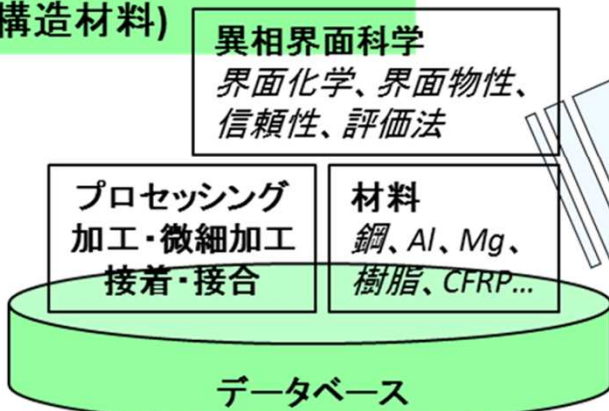 構造材料)
異相界面科学
界面化学、界面物性、
信頼性、評価法
プロセッシング
加工・微細加工
接着・接合
材料
鋼、Al、Mg、
樹脂、CFRP...
データベース